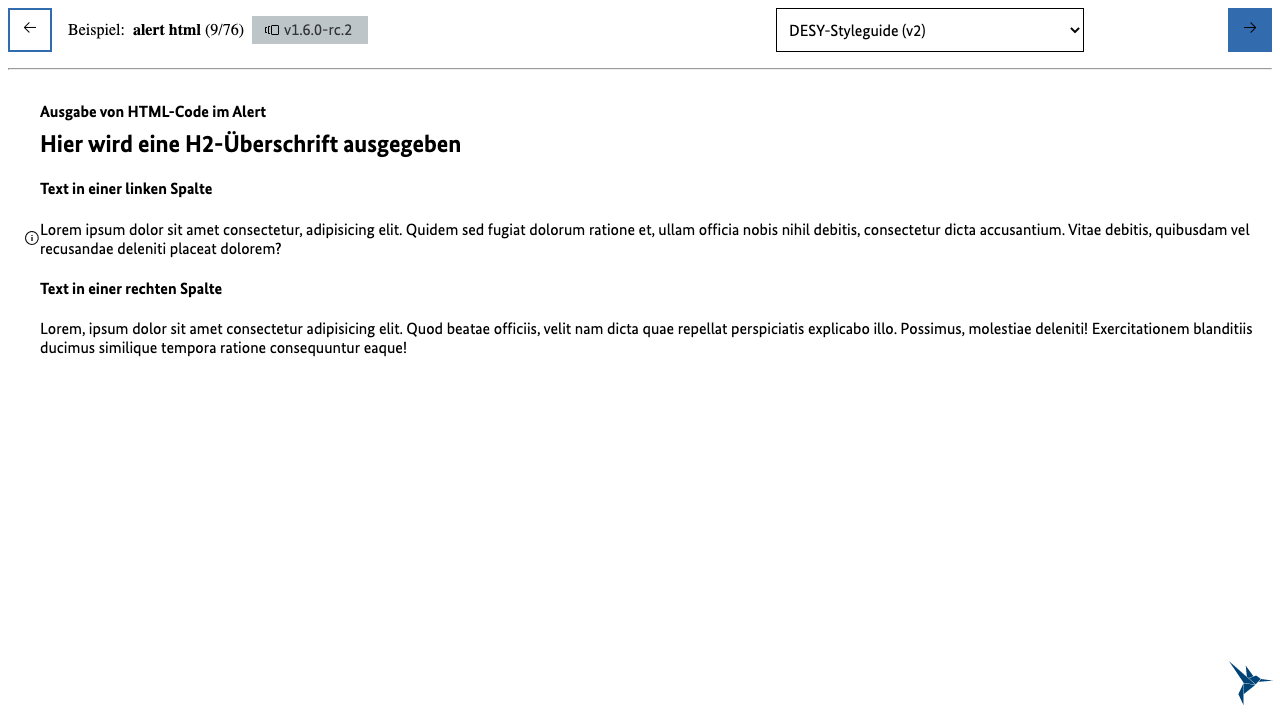 Beispiel: alert html (9/76) v1.6.0-rc.2 DESY-Styleguide (v2)
Ausgabe von HTML-Code im Alert
Hier wird eine H2-Überschrift ausgegeben
Text in einer linken Spalte
Lorem ipsum dolor sit amet consectetur, adipisicing elit. Quidem sed fugiat dolorum ratione et, ullam officia nobis nihil debitis, consectetur dicta accusantium. Vitae debitis, quibusdam vel
recusandae deleniti placeat dolorem?
Text in einer rechten Spalte
Lorem, ipsum dolor sit amet consectetur adipisicing elit. Quod beatae officiis, velit nam dicta quae repellat perspiciatis explicabo illo. Possimus, molestiae deleniti! Exercitationem blanditiis
ducimus similique tempora ratione consequuntur eaque!